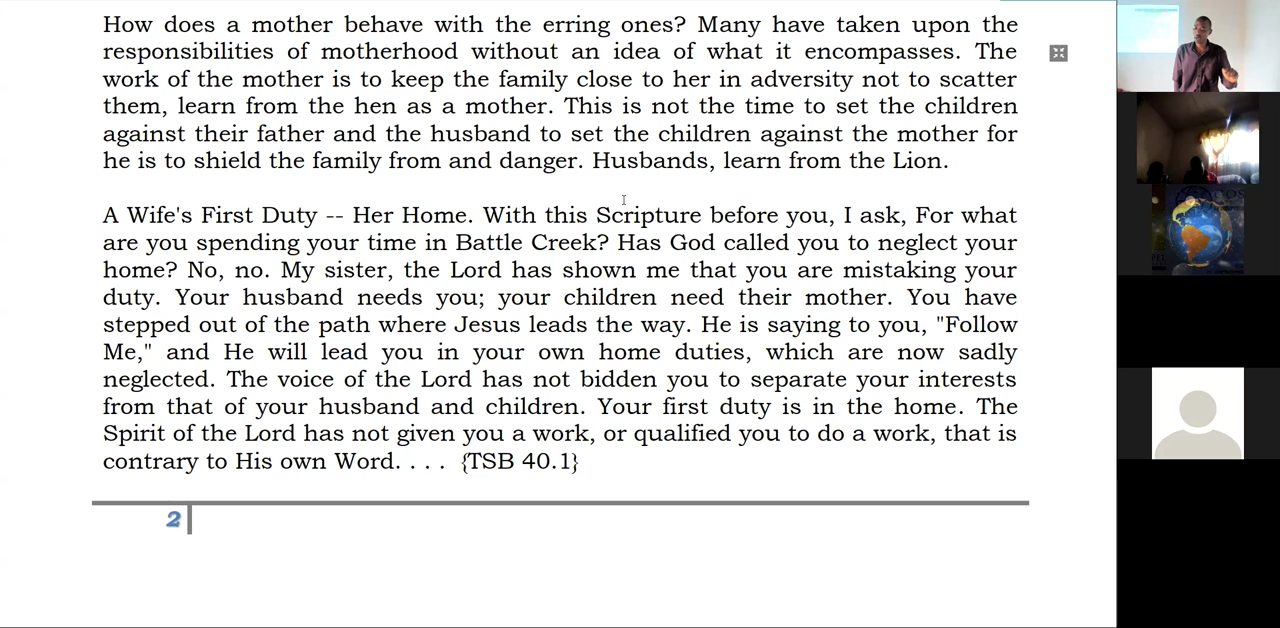 How does a mother behave with the erring ones? Many have taken upon the
responsibilities of motherhood without an idea of what it encompasses. The
work of the mother is to keep the family close to her in adversity not to scatter
them, learn from the hen as a mother. This is not the time to set the children
against their father and the husband to set the children against the mother for
he is to shield the family from and danger. Husbands, learn from the Lion.
A Wife's First Duty -- Her Home. With this Scripture before you, I ask, For what
are you spending your time in Battle Creek? Has God called you to neglect your
home? No, no. My sister, the Lord has shown me that you are mistaking your
duty. Your husband needs you; your children need their mother. You have
stepped out of the path where Jesus leads the way. He is saying to you, "Follow
Me," and He will lead you in your own home duties, which are now sadly
neglected. The voice of the Lord has not bidden you to separate your interests
from that of your husband and children. Your first duty is in the home. The
Spirit of the Lord has not given you a work, or qualified you to do a work, that is
contrary to His own Word. . . . {TSB 40.1}
2